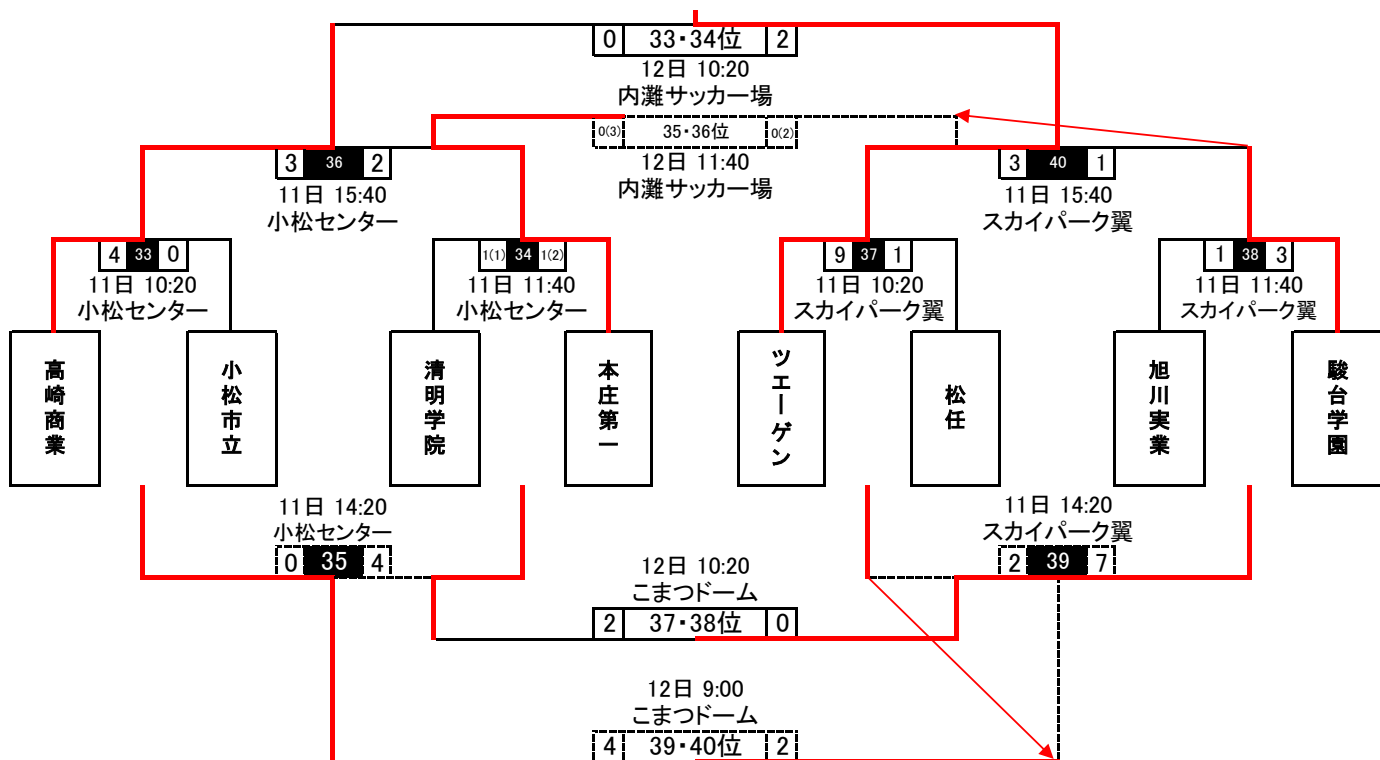 0 33・34位 2
12日 10:20
内灘サッカー場
0(3) 35・36位 0(2)
12日 11:40
内灘サッカー場
3 36 2
11日 15:40
小松センター
3 40 1
11日 15:40
スカイパーク翼
4 33 0
11日 10:20
小松センター
1(1) 34 1(2)
11日 11:40
小松センター
9 37 1
11日 10:20
スカイパーク翼
1 38 3
11日 11:40
スカイパーク翼
高崎商業
小松市立
清明学院
本庄第一
ツエーゲン
松任
旭川実業
駿台学園
11日 14:20
小松センター
0 35 4
11日 14:20
スカイパーク翼
2 39 7
12日 10:20
こまつドーム
2 37・38位 0
12日 9:00
こまつドーム
4 39・40位 2